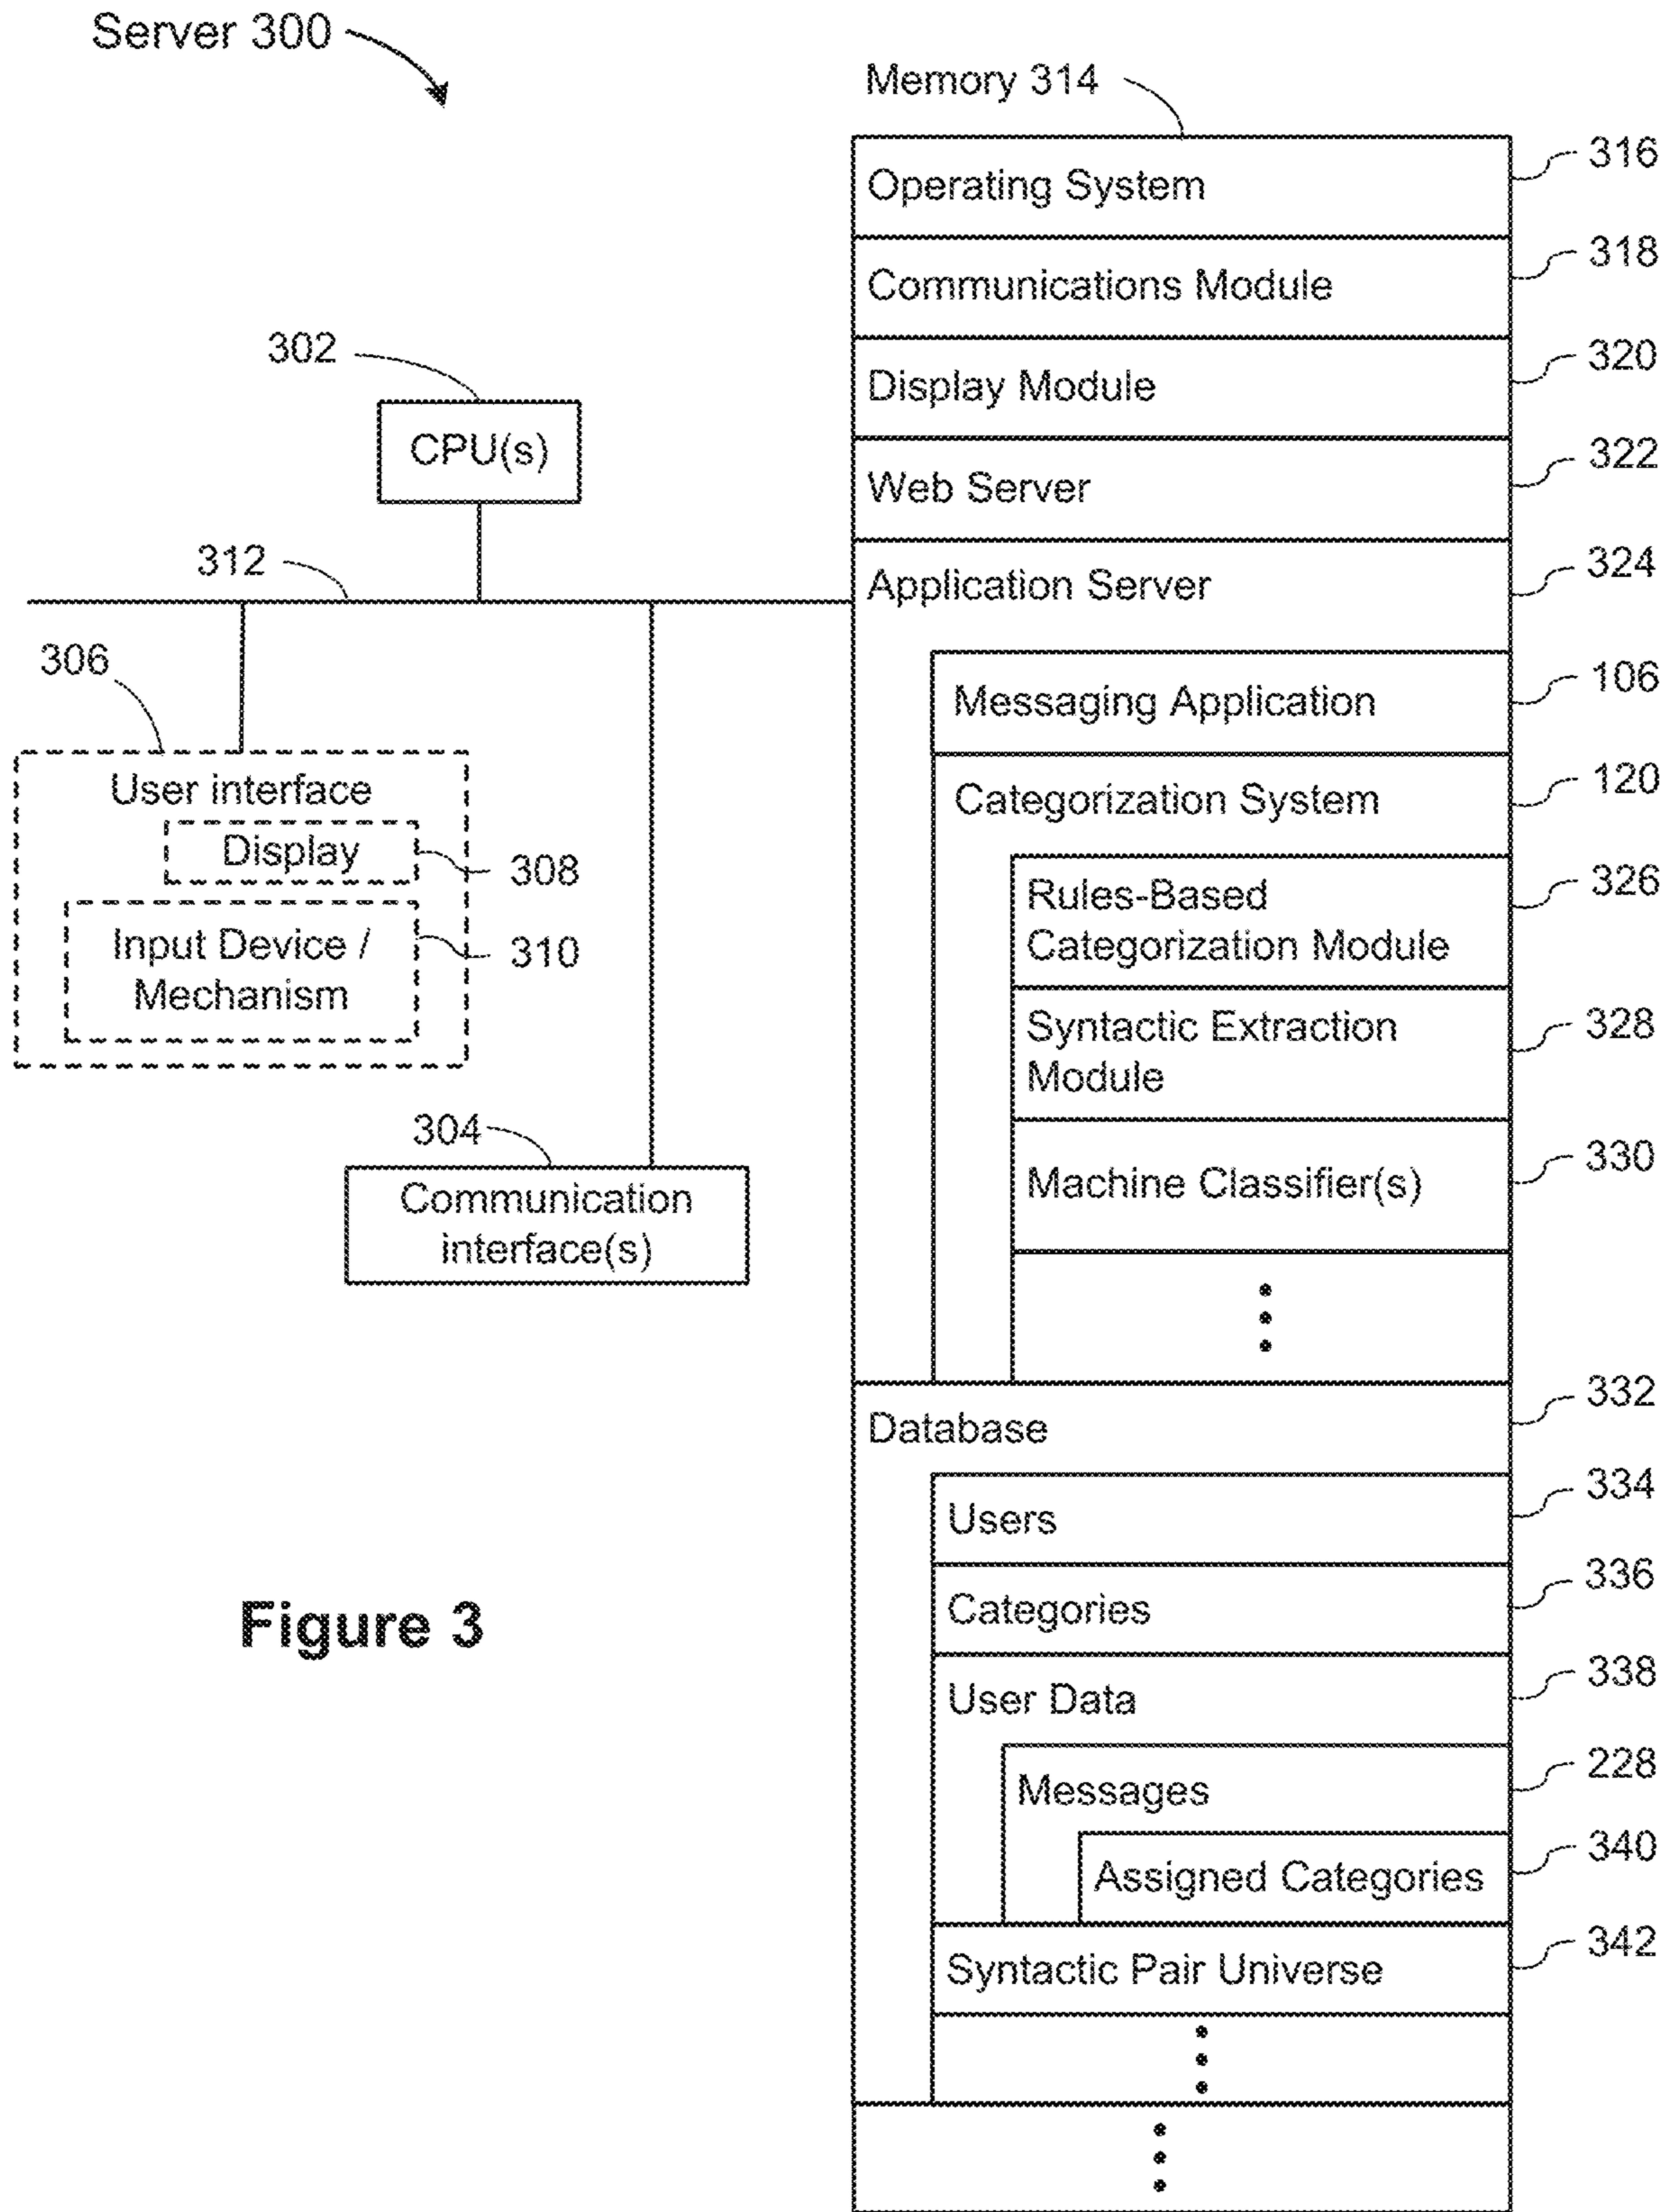 Server 300
Memory 314
Operating System
316
Communications Module
318
Display Module
320
Web Server
322
Application Server
324
Messaging Application
106
Categorization System
120
Rules-Based
Categorization Module
326
Syntactic Extraction
Module
328
Machine Classifier(s)
330
Database
332
Users
334
Categories
336
User Data
338
Messages
228
Assigned Categories
340
Syntactic Pair Universe
342
302
CPU(s)
312
306
User interface
Display
308
Input Device /
Mechanism
310
304
Communication
interface(s)
Figure 3